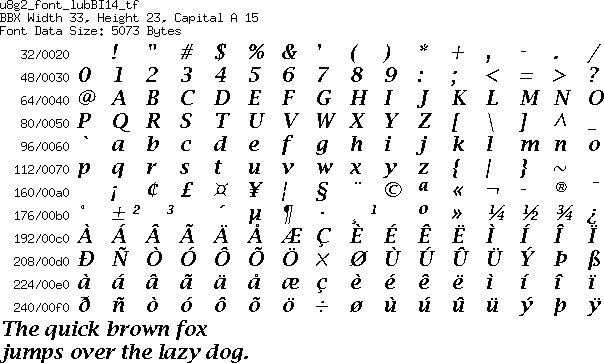 u8g2_font_lubBI14_tf
BBX Width 33, Height 23, Capital A 15
Font Data Size: 5073 Bytes
32/0020 ! " # $ % & ' ( ) * + , - . /
48/0030 0 1 2 3 4 5 6 7 8 9 : ; < = > ?
64/0040 @ A B C D E F G H I J K L M N O
80/0050 P Q R S T U V W X Y Z [ \ ] ^ _
96/0060 ` a b c d e f g h i j k l m n o
112/0070 p q r s t u v w x y z { | } ~
160/00a0 ¡ ¢ £ ¤ ¥ ¦ § ¨ © ª « ¬ - ® ¯
176/00b0 ° ± ² ³ ´ µ ¶ · ¸ ¹ º » ¼ ½ ¾ ¿
192/00c0 À Á Â Ã Ä Å Æ Ç È É Ê Ë Ì Í Î Ï
208/00d0 Ð Ñ Ò Ó Ô Õ Ö × Ø Ù Ú Û Ü Ý Þ ß
224/00e0 à á â ã ä å æ ç è é ê ë ì í î ï
240/00f0 ð ñ ò ó ô õ ö ÷ ø ù ú û ü ý þ ÿ
The quick brown fox
jumps over the lazy dog.